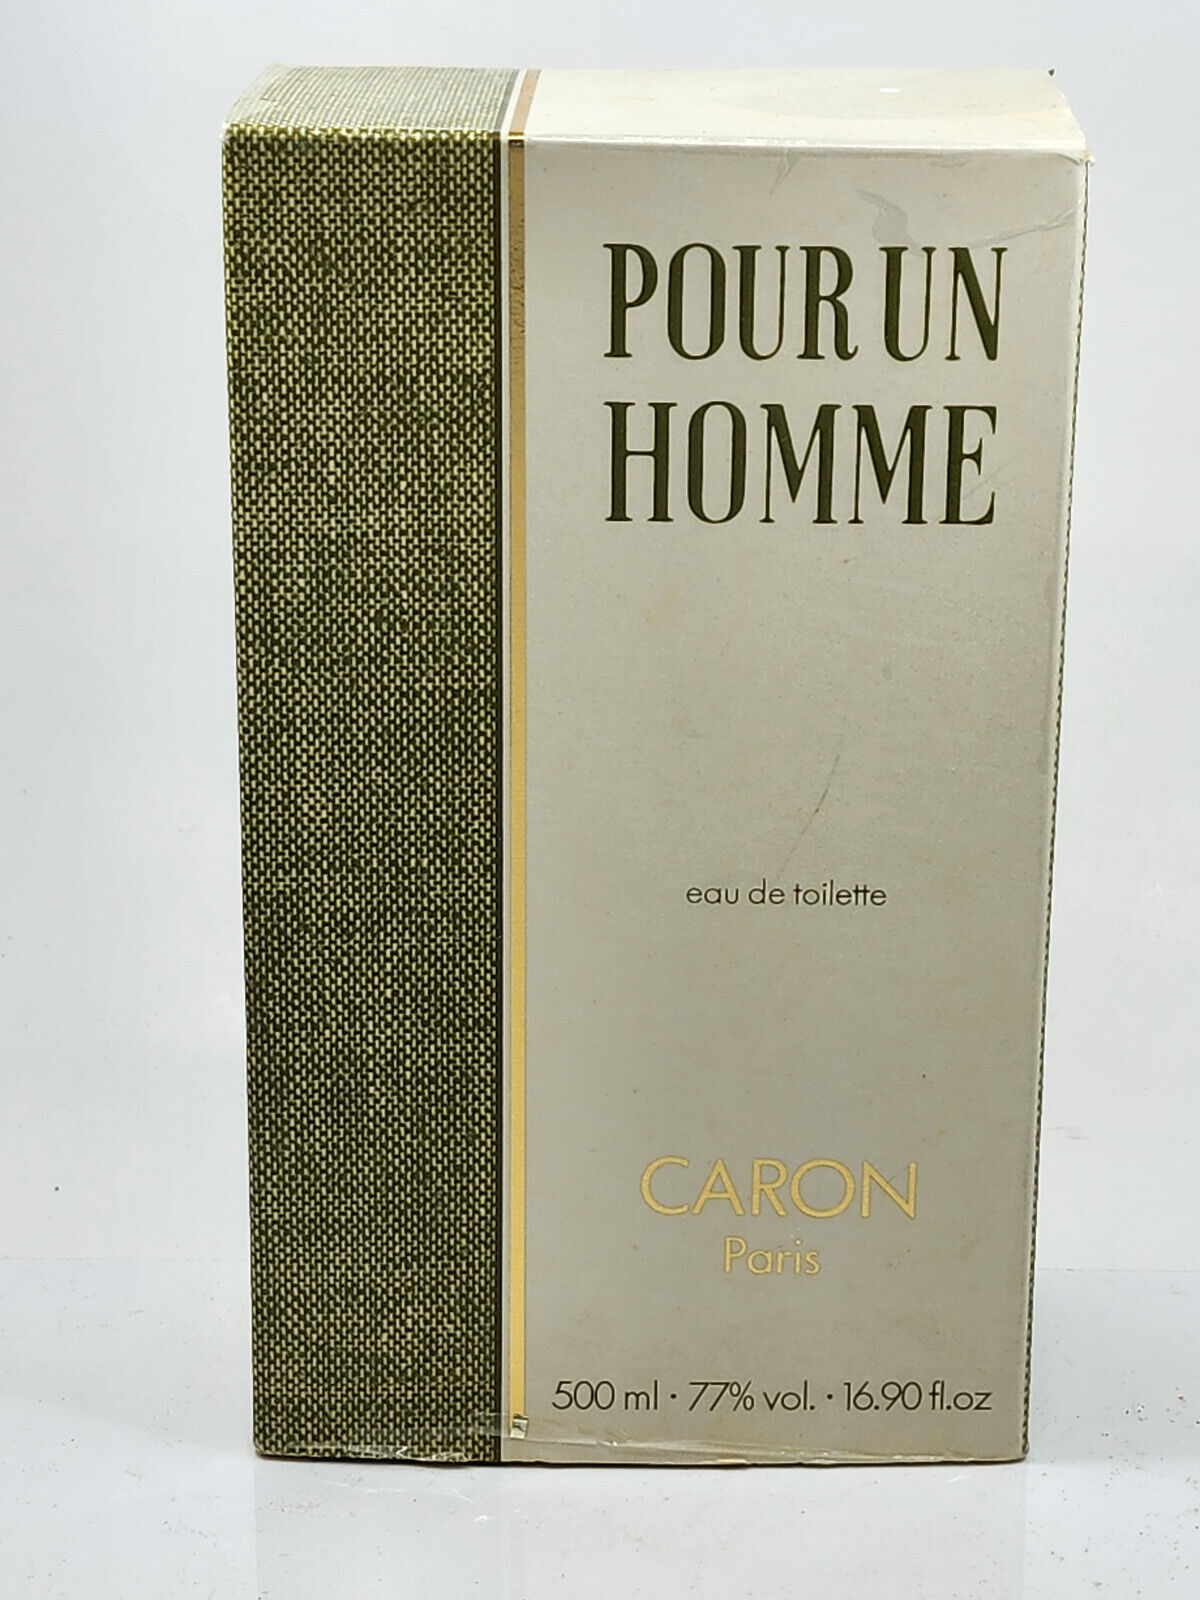 POUR UN
HOMME
eau de toilette
CARON
Paris
500 ml · 77% vol. · 16.90 fl.oz